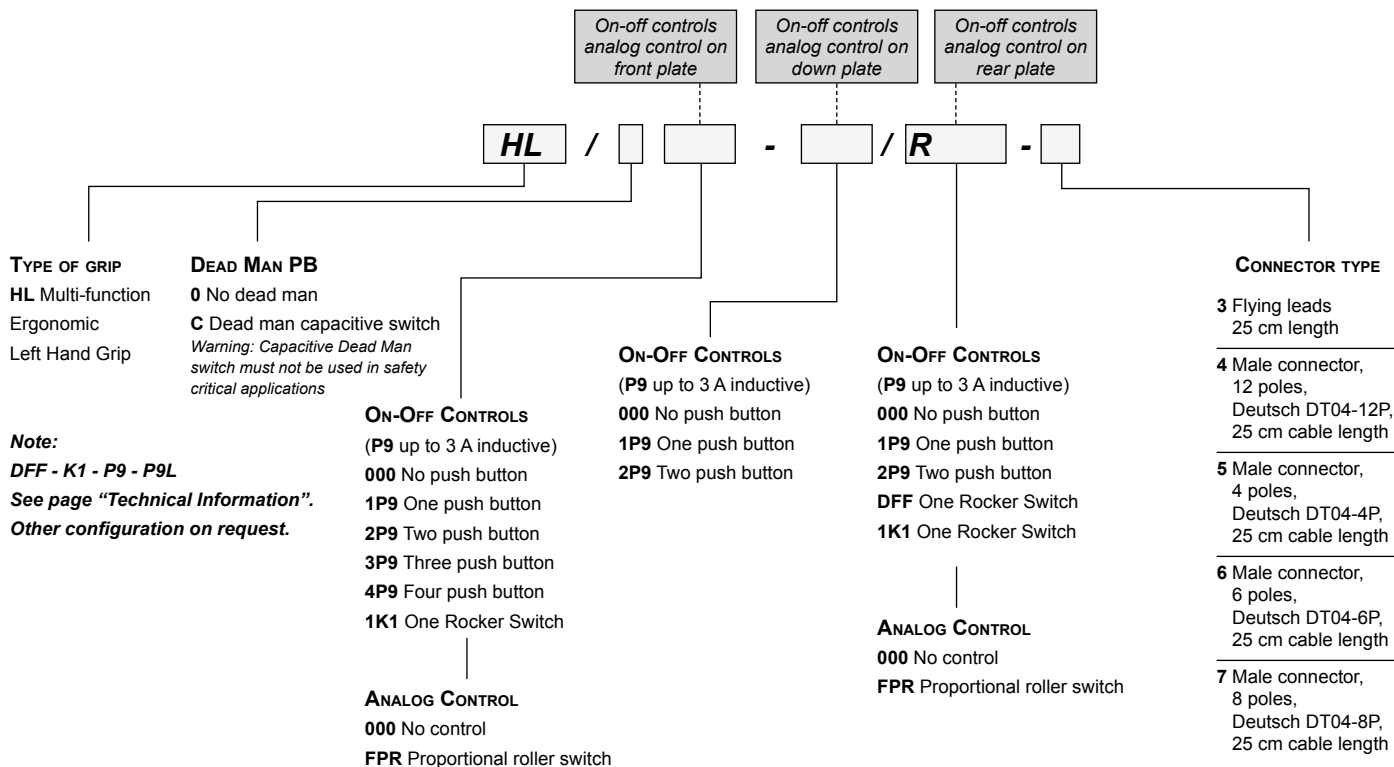 On-off controls
analog control on
front plate
On-off controls
analog control on
down plate
On-off controls
analog control on
rear plate
HL / - / R -
TYPE OF GRIP
HL Multi-function
Ergonomic
Left Hand Grip
DEAD MAN PB
0 No dead man
C Dead man capacitive switch
Warning: Capacitive Dead Man
switch must not be used in safety
critical applications
Note:
DFF - K1 - P9 - P9L
See page “Technical Information”.
Other configuration on request.
ON-OFF CONTROLS
(P9 up to 3 A inductive)
000 No push button
1P9 One push button
2P9 Two push button
3P9 Three push button
4P9 Four push button
1K1 One Rocker Switch
ANALOG CONTROL
000 No control
FPR Proportional roller switch
ON-OFF CONTROLS
(P9 up to 3 A inductive)
000 No push button
1P9 One push button
2P9 Two push button
ON-OFF CONTROLS
(P9 up to 3 A inductive)
000 No push button
1P9 One push button
2P9 Two push button
DFF One Rocker Switch
1K1 One Rocker Switch
ANALOG CONTROL
000 No control
FPR Proportional roller switch
CONNECTOR TYPE
3 Flying leads
25 cm length
4 Male connector,
12 poles,
Deutsch DT04-12P,
25 cm cable length
5 Male connector,
4 poles,
Deutsch DT04-4P,
25 cm cable length
6 Male connector,
6 poles,
Deutsch DT04-6P,
25 cm cable length
7 Male connector,
8 poles,
Deutsch DT04-8P,
25 cm cable length